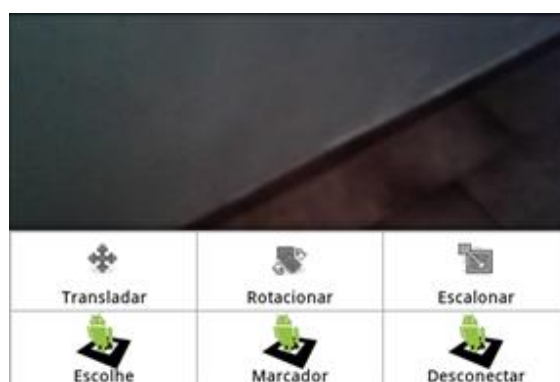 Transladar
Rotacionar
Escalonar
Escolhe
Marcador
Desconectar